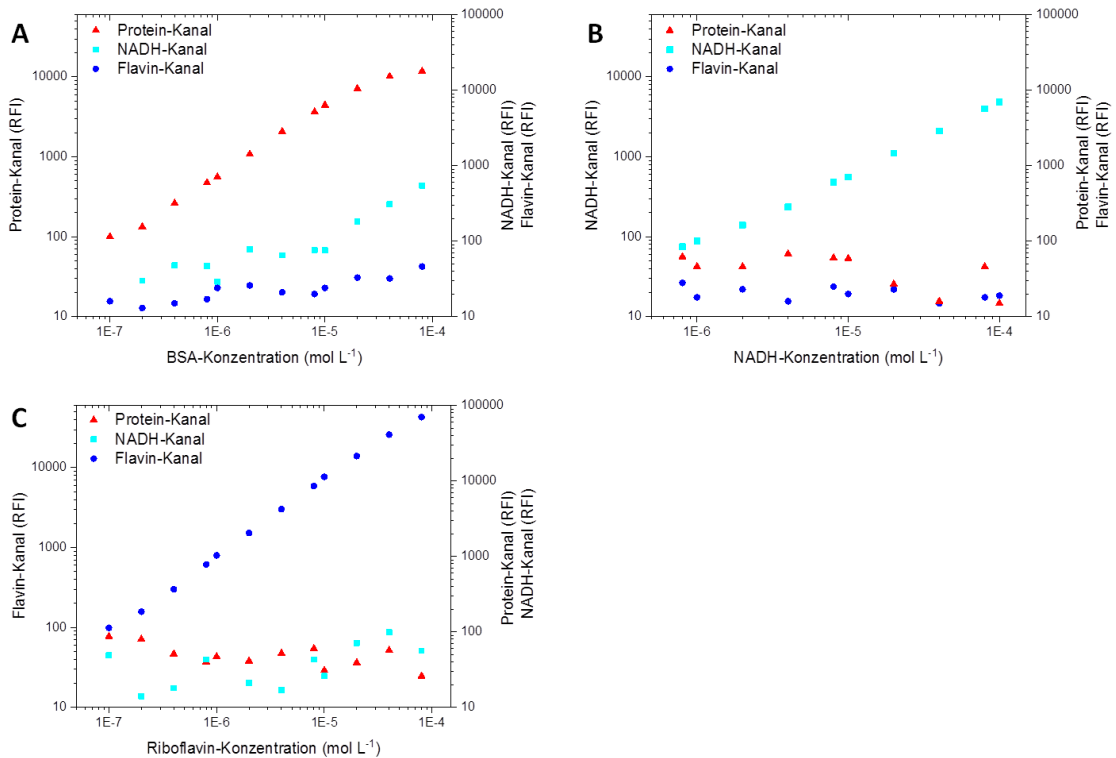 A
Protein-Kanal
NADH-Kanal
Flavin-Kanal
Protein-Kanal (RFI)
10000
1000
100
10
100000
10000
1000
100
10
NADH-Kanal (RFI)
Flavin-Kanal (RFI)
1E-7
1E-6
1E-5
1E-4
BSA-Konzentration (mol L⁻¹)
B
Protein-Kanal
NADH-Kanal
Flavin-Kanal
NADH-Kanal (RFI)
10000
1000
100
10
100000
10000
1000
100
10
Protein-Kanal (RFI)
Flavin-Kanal (RFI)
1E-6
1E-5
1E-4
NADH-Konzentration (mol L⁻¹)
C
Protein-Kanal
NADH-Kanal
Flavin-Kanal
Flavin-Kanal (RFI)
10000
1000
100
10
100000
10000
1000
100
10
Protein-Kanal (RFI)
NADH-Kanal (RFI)
1E-7
1E-6
1E-5
1E-4
Riboflavin-Konzentration (mol L⁻¹)